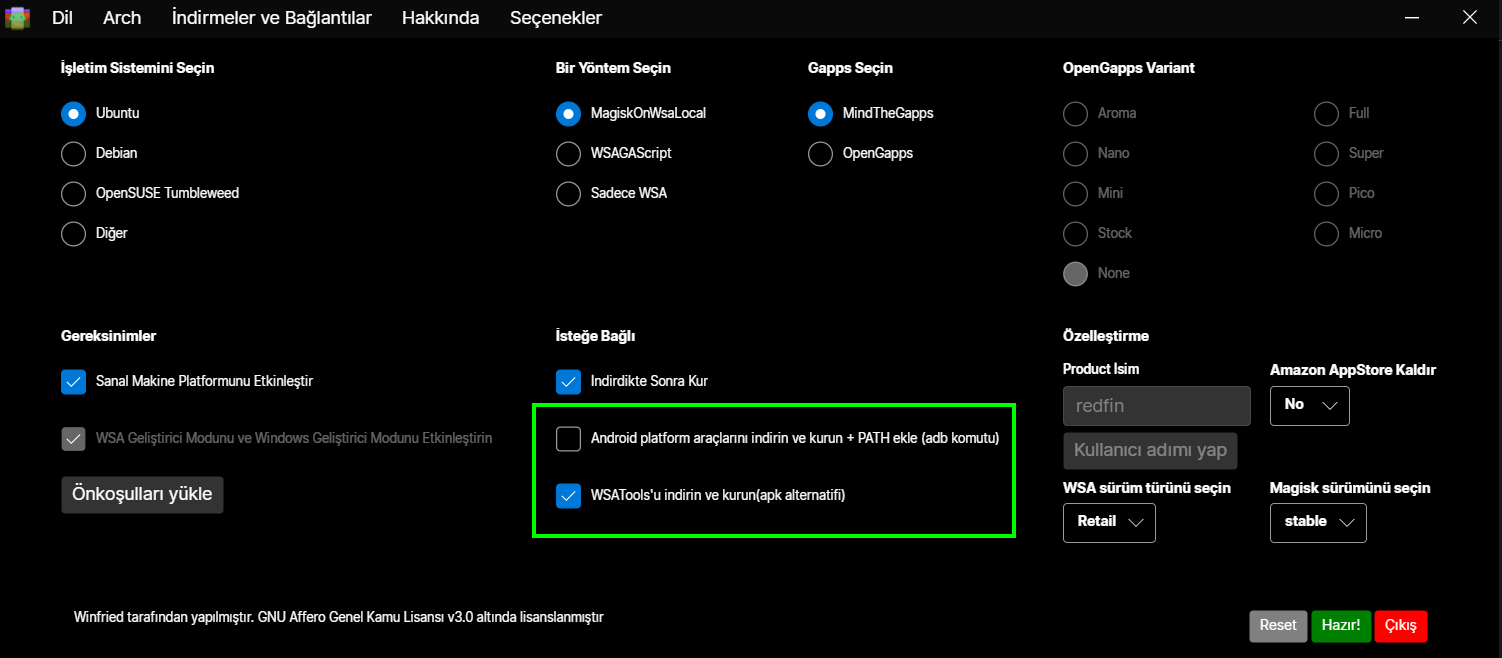 Dil Arch İndirmeler ve Bağlantılar Hakkında Seçenekler
İşletim Sistemini Seçin
Ubuntu
Debian
OpenSUSE Tumbleweed
Diğer
Bir Yöntem Seçin
MagiskOnWsaLocal
WSAGAScript
Sadece WSA
Gapps Seçin
MindTheGapps
OpenGapps
OpenGapps Variant
Aroma
Nano
Mini
Stock
None
Full
Super
Pico
Micro
Gereksinimler
Sanal Makine Platformunu Etkinleştir
WSA Geliştirici Modunu ve Windows Geliştirici Modunu Etkinleştirin
Önkoşulları yükle
İsteğe Bağlı
Indirdikte Sonra Kur
Android platform araçlarını indirin ve kurun + PATH ekle (adb komutu)
WSATools'u indirin ve kurun(apk alternatifi)
Özelleştirme
Product Isim
redfin
Kullanıcı adımı yap
Amazon AppStore Kaldır
No
WSA sürüm türünü seçin
Retail
Magisk sürümünü seçin
stable
Winfried tarafından yapılmıştır. GNU Affero Genel Kamu Lisansı v3.0 altında lisanslanmıştır
Reset Hazır! Çıkış